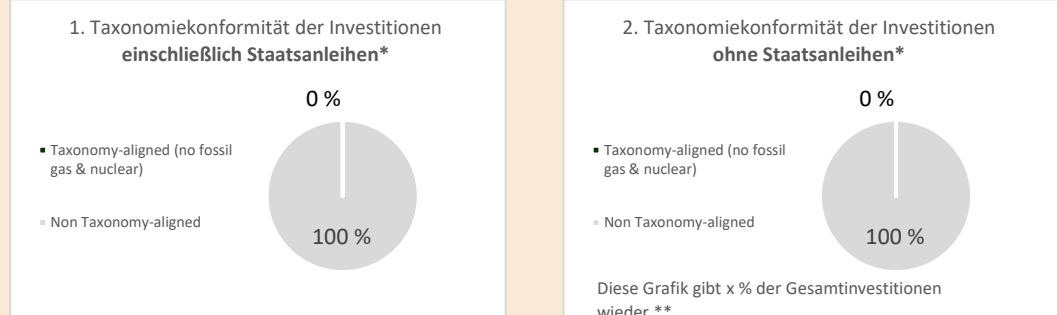 1. Taxonomiekonformität der Investitionen
einschließlich Staatsanleihen*
0 %
Taxonomy-aligned (no fossil
gas & nuclear)
Non Taxonomy-aligned
100 %
2. Taxonomiekonformität der Investitionen
ohne Staatsanleihen*
0 %
Taxonomy-aligned (no fossil
gas & nuclear)
Non Taxonomy-aligned
100 %
Diese Grafik gibt x % der Gesamtinvestitionen
wieder.**